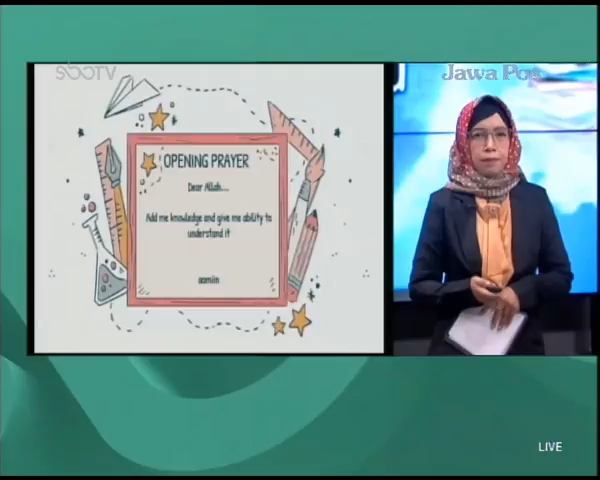 sbOTV
Jawa Pos
OPENING PRAYER
Dear Allah....
Add me knowledge and give me ability to
understand it
aamiin
LIVE